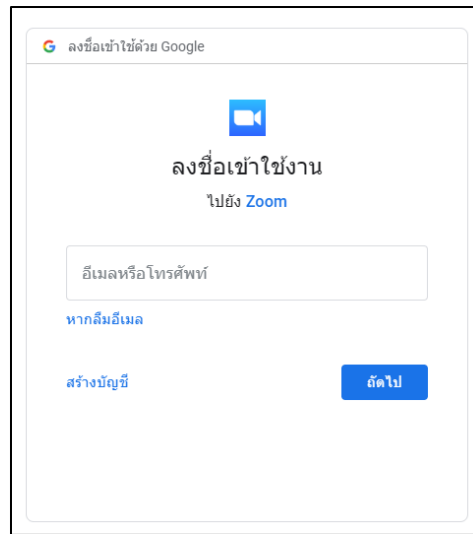 ลงชื่อเข้าใช้ด้วย Google
ลงชื่อเข้าใช้งาน
ไปยัง Zoom
อีเมลหรือโทรศัพท์
หากลืมอีเมล
สร้างบัญชี
ถัดไป